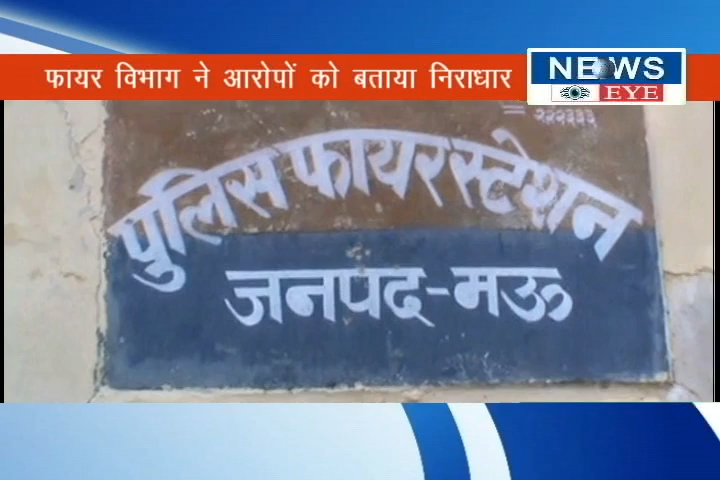 फायर विभाग ने आरोपों को बताया निराधार
NEWS
EYE
पुलिस फायर स्टेशन
जनपद-मऊ